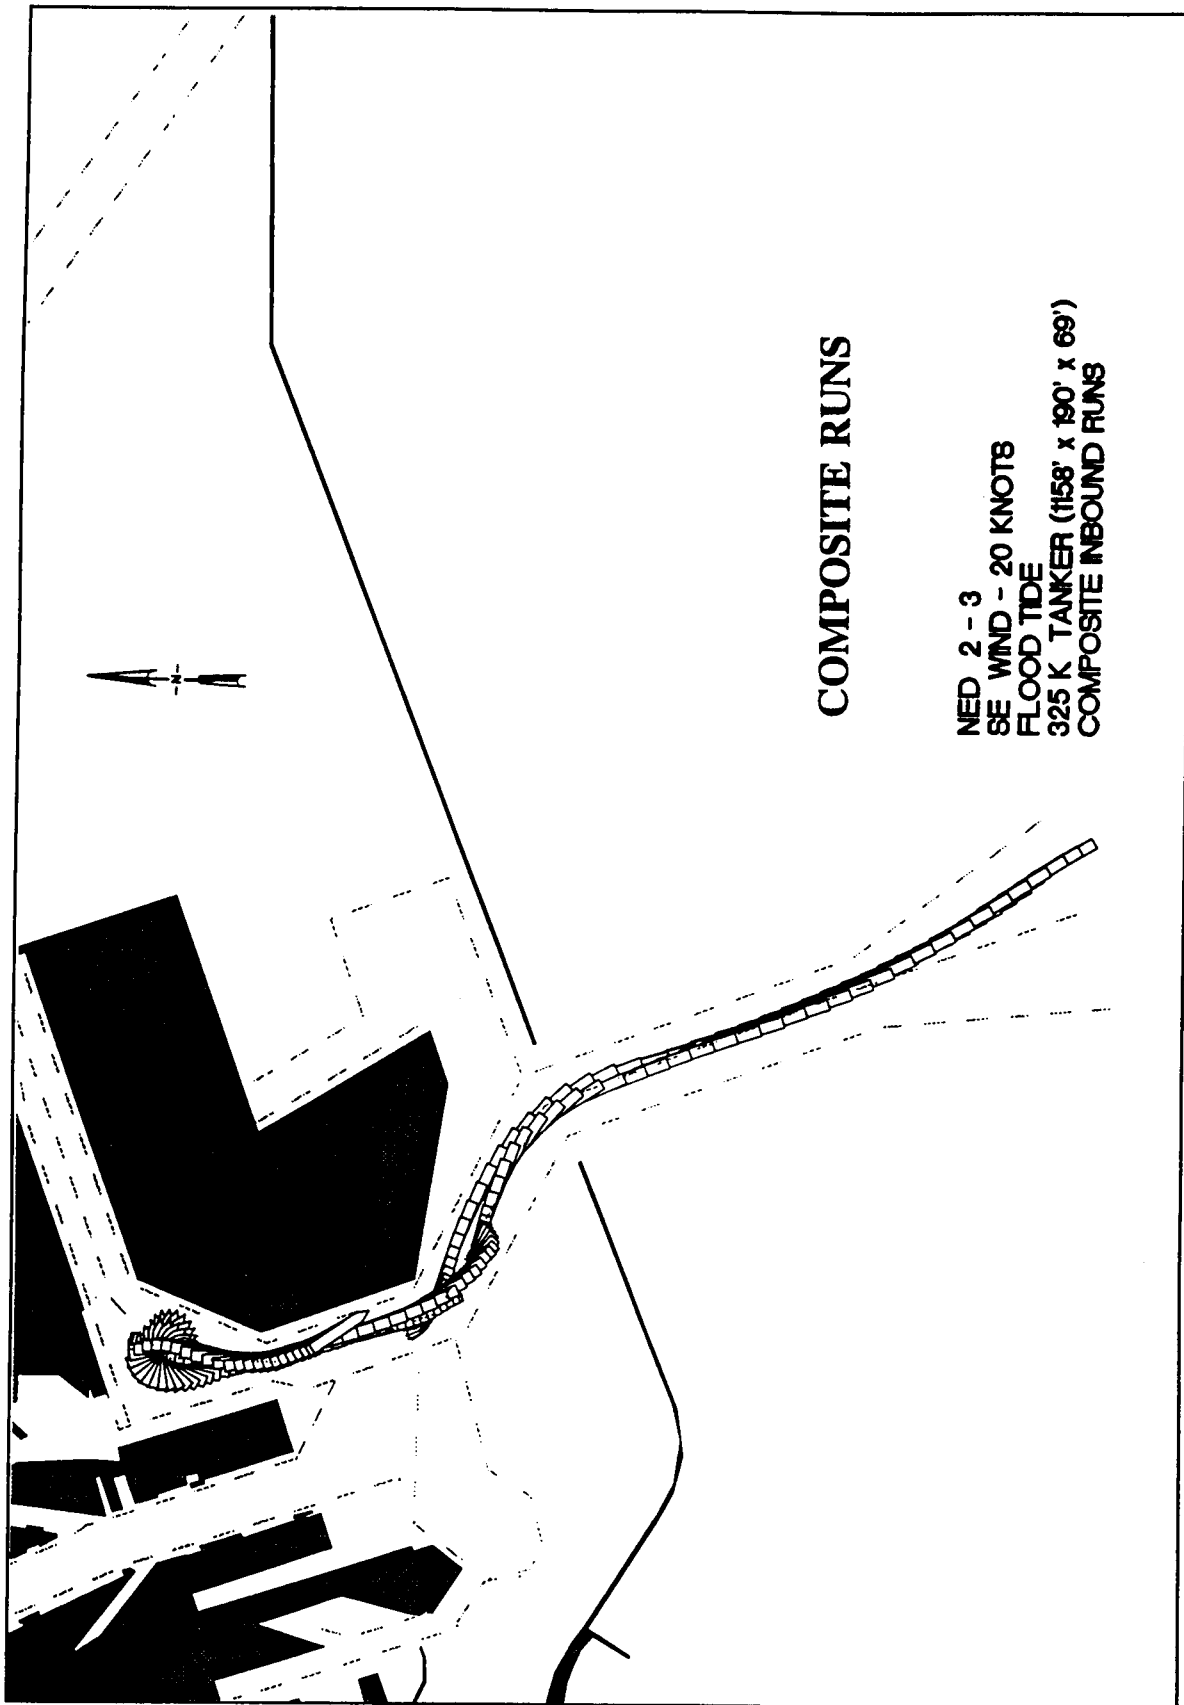 N
COMPOSITE RUNS
NED 2 - 3
SE WIND - 20 KNOTS
FLOOD TIDE
325 K TANKER (1158' x 190' x 69')
COMPOSITE INBOUND RUNS